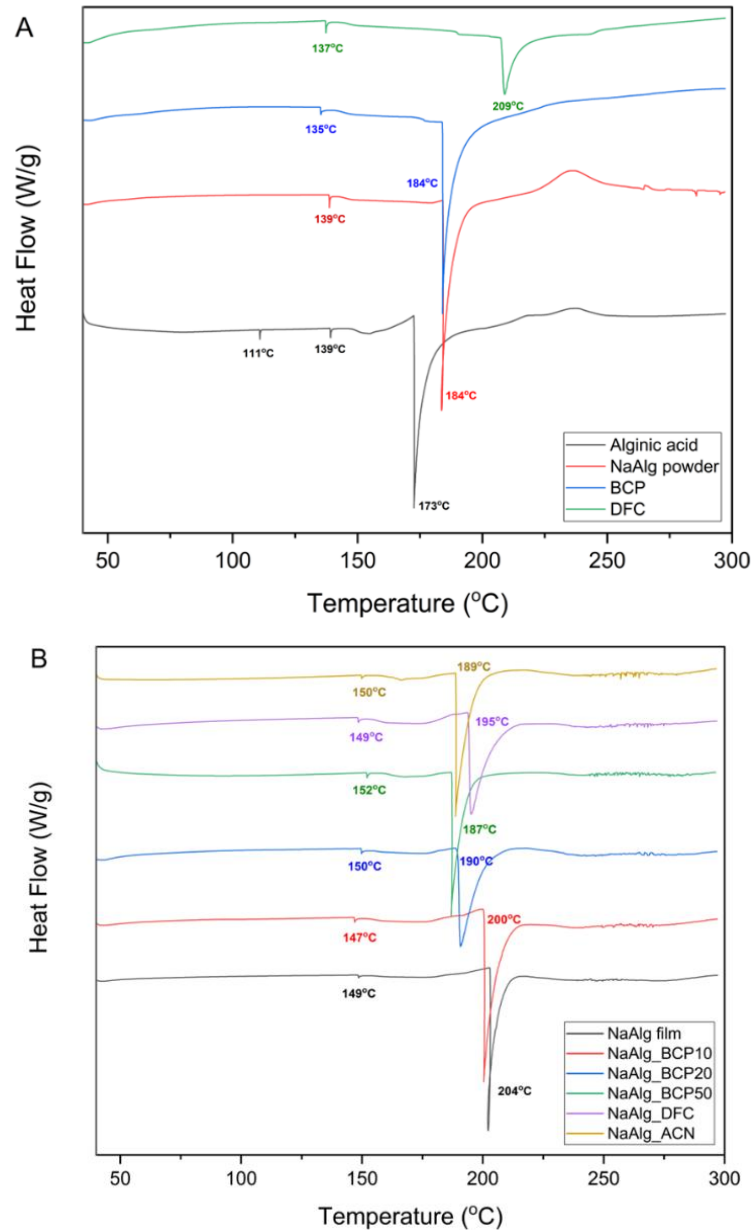 A
137°C
209°C
135°C
184°C
139°C
184°C
111°C
139°C
173°C
Heat Flow (W/g)
Alginic acid
NaAlg powder
BCP
DFC
50 100 150 200 250 300
Temperature (°C)
B
150°C
189°C
149°C
195°C
152°C
187°C
150°C
190°C
147°C
200°C
149°C
204°C
Heat Flow (W/g)
NaAlg film
NaAlg_BCP10
NaAlg_BCP20
NaAlg_BCP50
NaAlg_DFC
NaAlg_ACN
50 100 150 200 250 300
Temperature (°C)